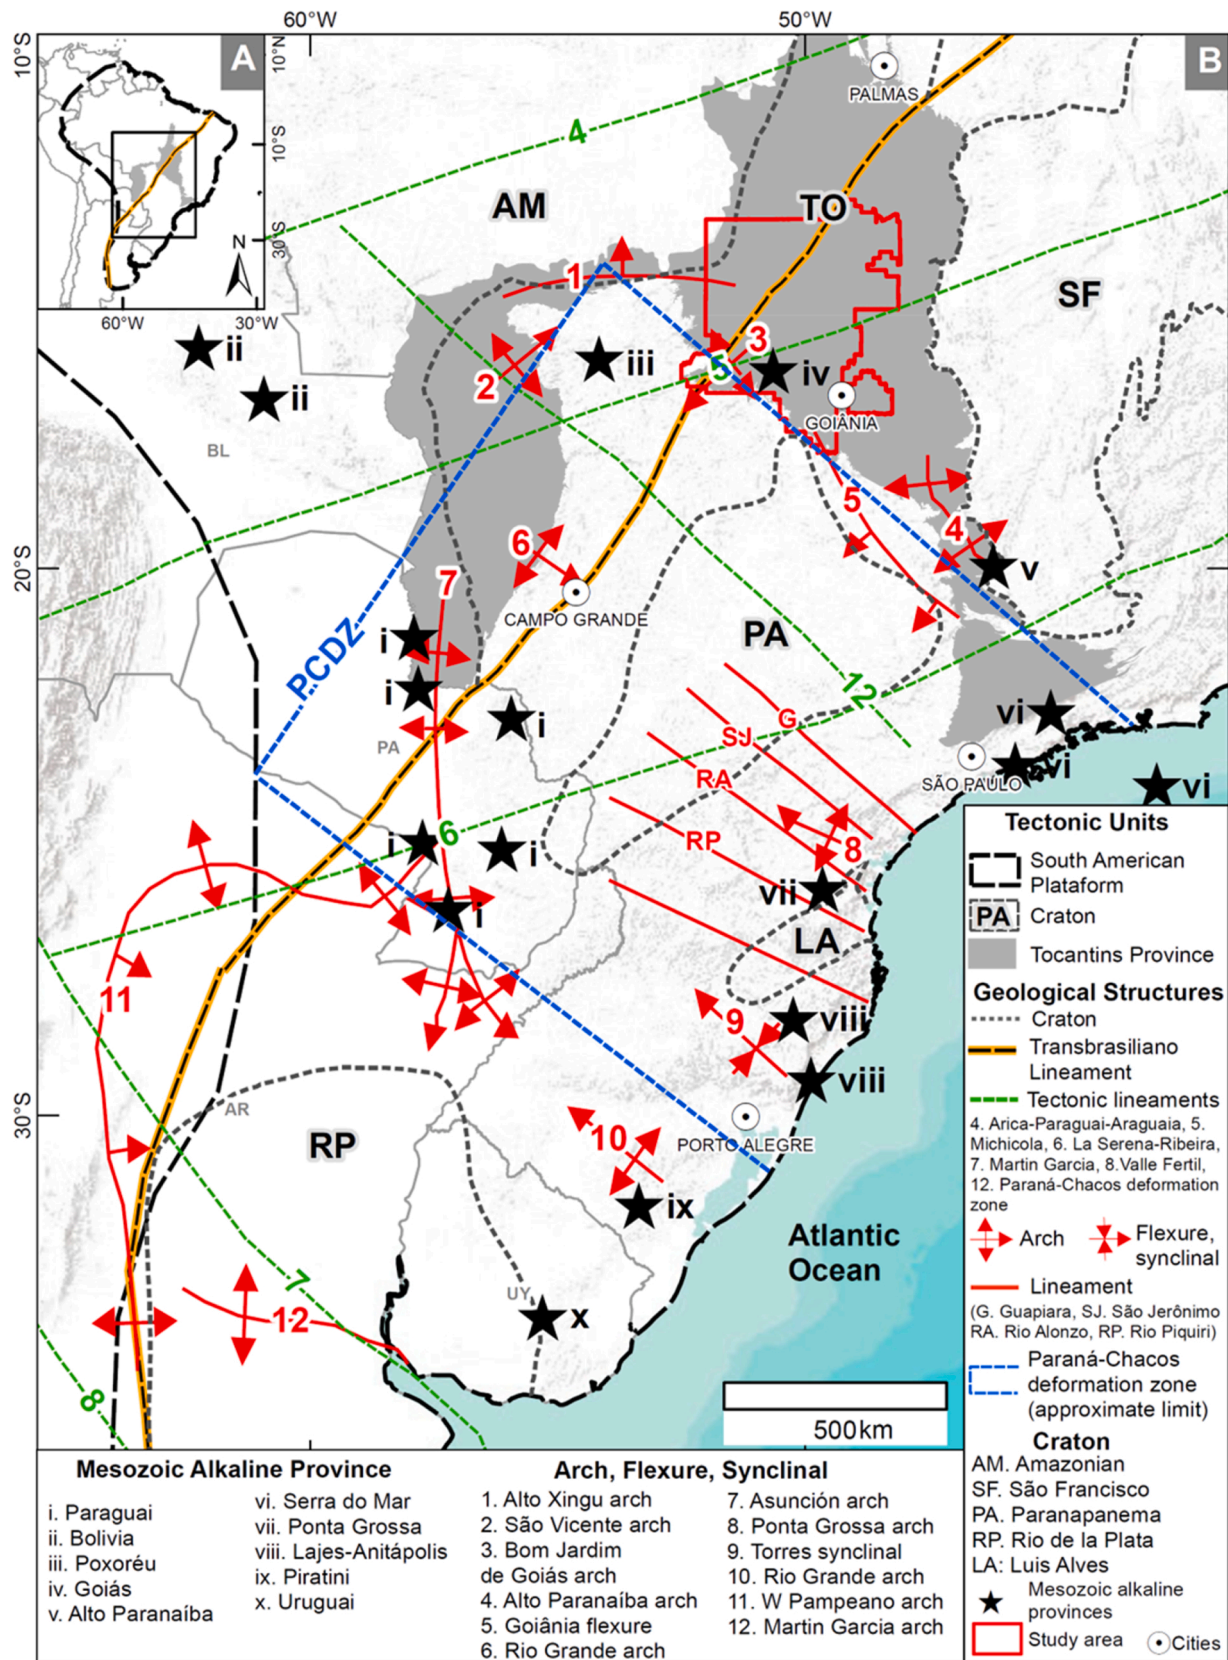 60°W
50°W
10°S
10°N
10°S
30°S
60°W
30°W
20°S
30°S
A
B
N
PALMAS
4
AM
TO
SF
1
ii
ii
iii
iv
2
3
5
GOIÂNIA
BL
5
4
v
6
7
CAMPO GRANDE
PCDZ
i
i
i
PA
PA
12
G
SJ
RA
RP
vi
vi
vi
SÃO PAULO
6
i
i
i
8
vii
LA
11
9
viii
viii
AR
RP
10
PORTO ALEGRE
ix
Atlantic
Ocean
7
12
UY
x
8
500km
Tectonic Units
South American
Plataform
PA
Craton
Tocantins Province
Geological Structures
Craton
Transbrasiliano
Lineament
Tectonic lineaments
4. Arica-Paraguai-Araguaia, 5.
Michicola, 6. La Serena-Ribeira,
7. Martin Garcia, 8.Valle Fertil,
12. Paraná-Chacos deformation
zone
Arch
Flexure,
synclinal
Lineament
(G. Guapiara, SJ. São Jerônimo
RA. Rio Alonzo, RP. Rio Piquiri)
Paraná-Chacos
deformation zone
(approximate limit)
Craton
AM. Amazonian
SF. São Francisco
PA. Paranapanema
RP. Rio de la Plata
LA: Luis Alves
Mesozoic alkaline
provinces
Study area
Cities
Mesozoic Alkaline Province
i. Paraguai
ii. Bolivia
iii. Poxoréu
iv. Goiás
v. Alto Paranaíba
vi. Serra do Mar
vii. Ponta Grossa
viii. Lajes-Anitápolis
ix. Piratini
x. Uruguai
Arch, Flexure, Synclinal
1. Alto Xingu arch
2. São Vicente arch
3. Bom Jardim
de Goiás arch
4. Alto Paranaíba arch
5. Goiânia flexure
6. Rio Grande arch
7. Asunción arch
8. Ponta Grossa arch
9. Torres synclinal
10. Rio Grande arch
11. W Pampeano arch
12. Martin Garcia arch